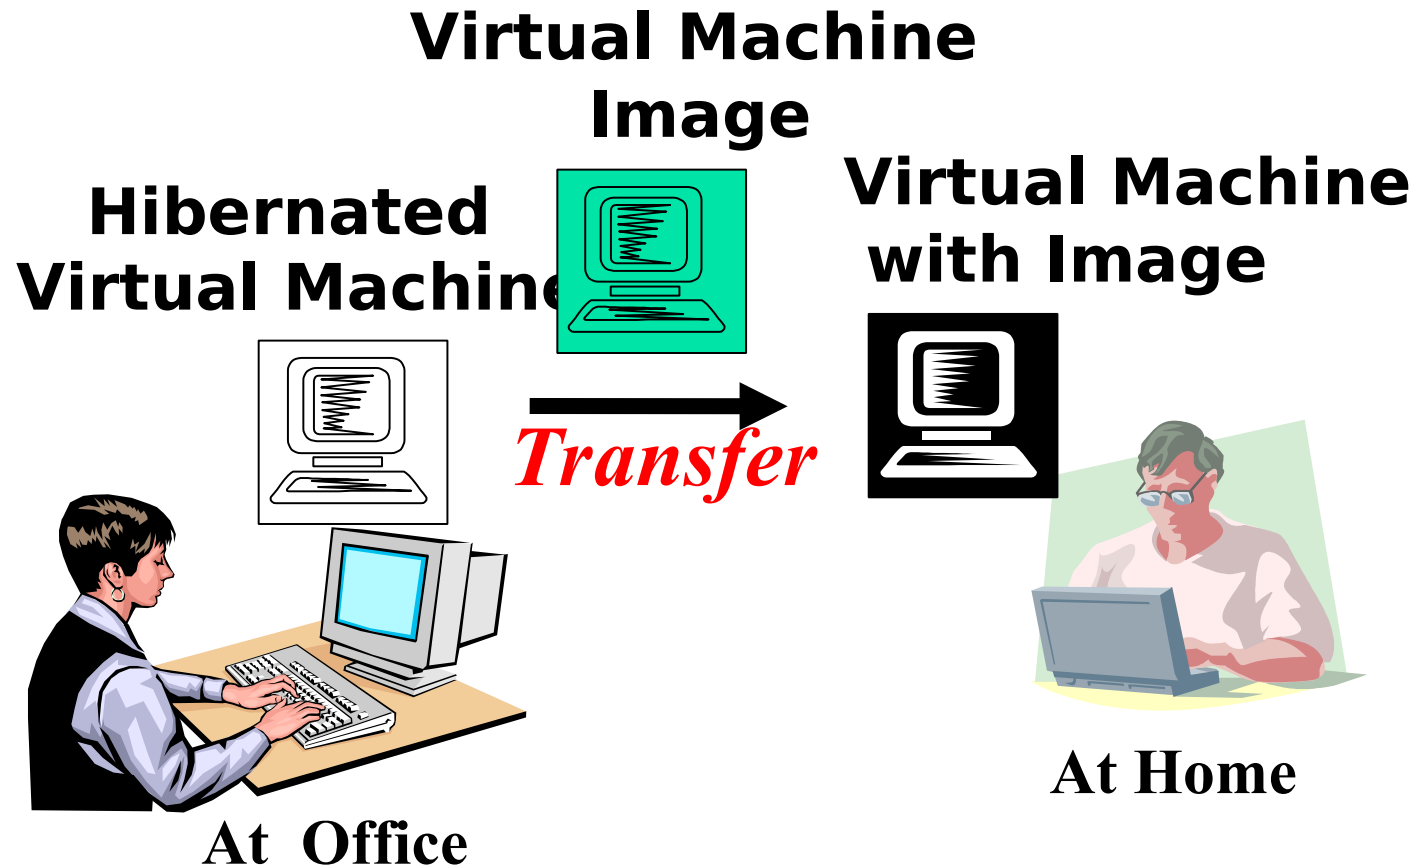 Virtual Machine
Image
Hibernated
Virtual Machine
Virtual Machine
with Image
Transfer
At Home
At Office